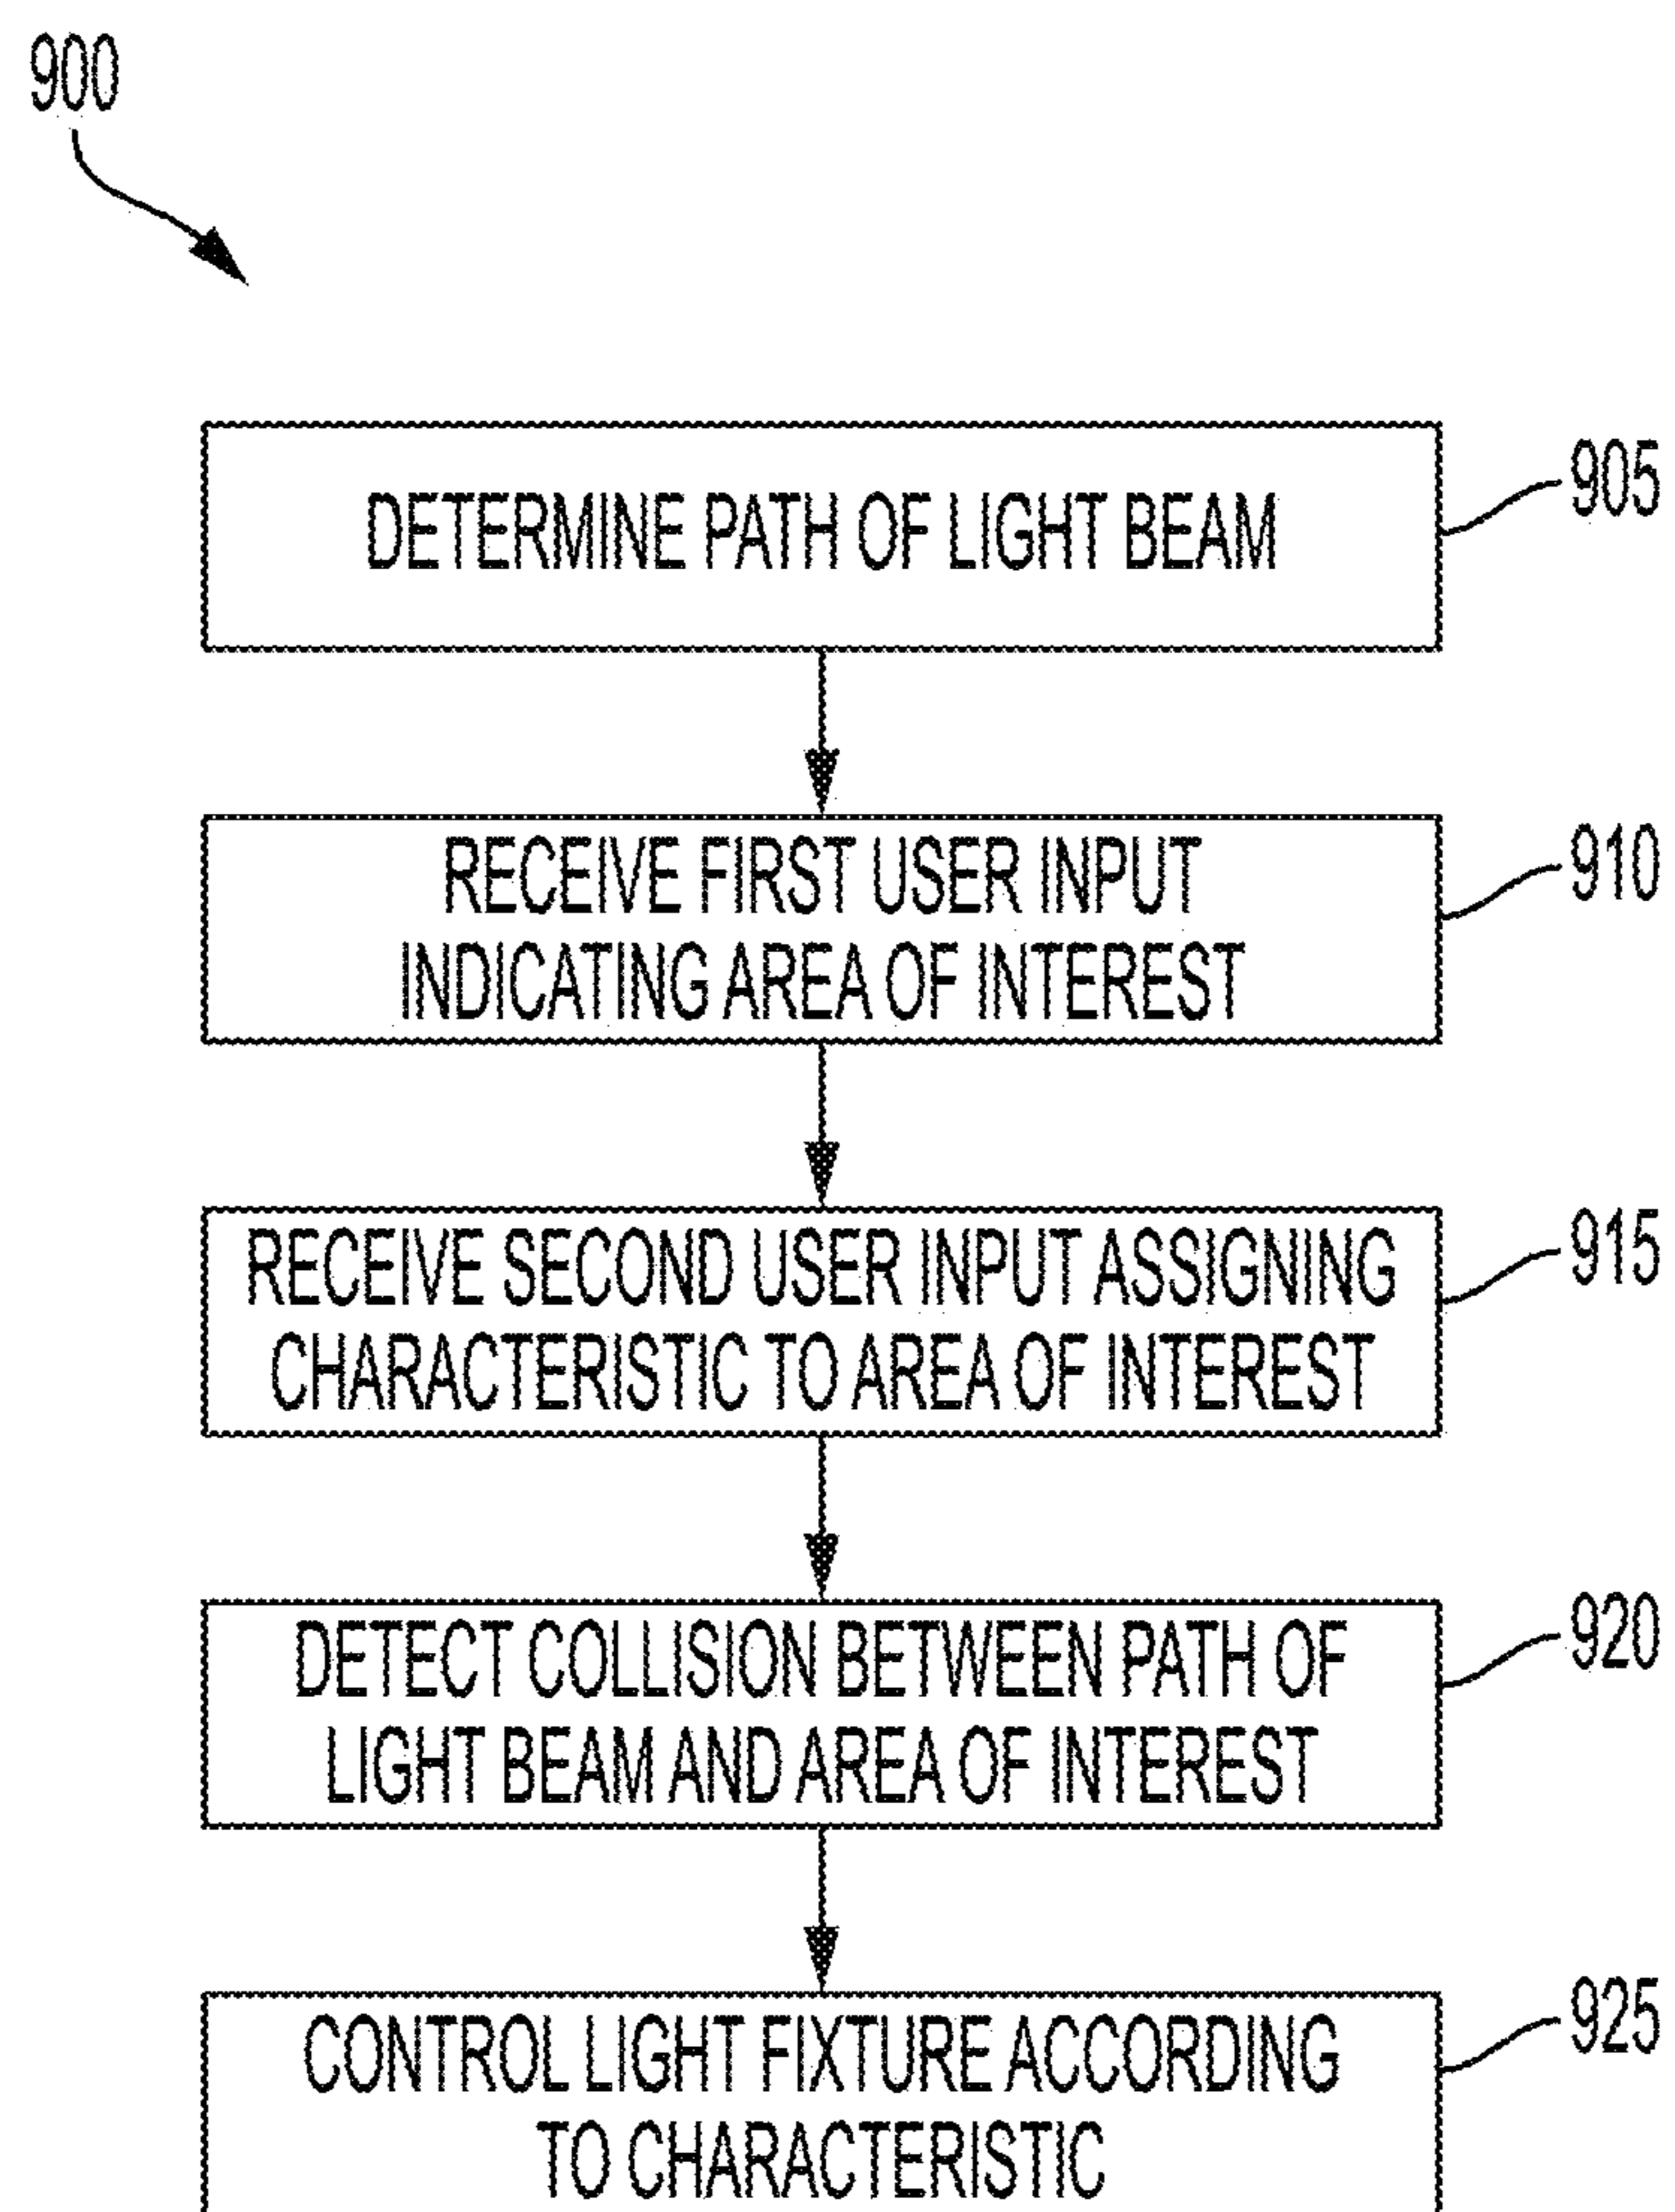 900
DETERMINE PATH OF LIGHT BEAM
905
RECEIVE FIRST USER INPUT
INDICATING AREA OF INTEREST
910
RECEIVE SECOND USER INPUT ASSIGNING
CHARACTERISTIC TO AREA OF INTEREST
915
DETECT COLLISION BETWEEN PATH OF
LIGHT BEAM AND AREA OF INTEREST
920
CONTROL LIGHT FIXTURE ACCORDING
TO CHARACTERISTIC
925